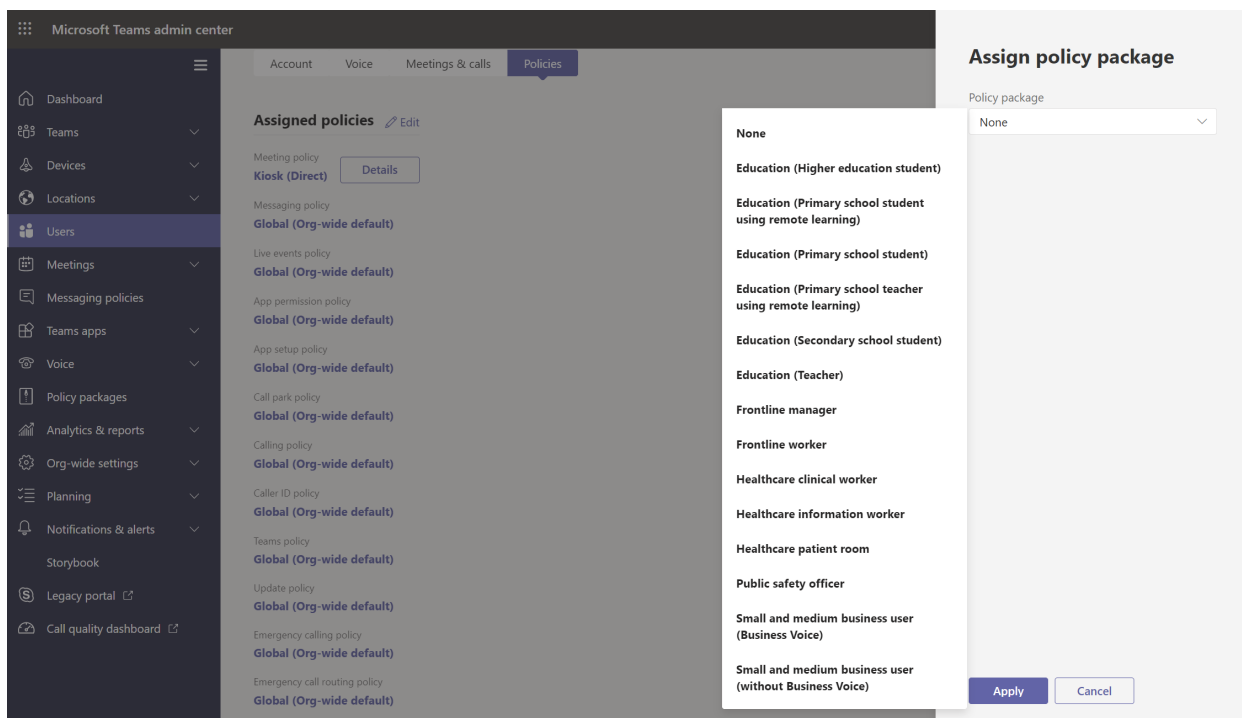 Microsoft Teams admin center
Dashboard
Teams
Devices
Locations
Users
Meetings
Messaging policies
Teams apps
Voice
Policy packages
Analytics & reports
Org-wide settings
Planning
Notifications & alerts
Storybook
Legacy portal
Call quality dashboard
Account Voice Meetings & calls Policies
Assigned policies Edit
Meeting policy
Kiosk (Direct) Details
Messaging policy
Global (Org-wide default)
Live events policy
Global (Org-wide default)
App permission policy
Global (Org-wide default)
App setup policy
Global (Org-wide default)
Call park policy
Global (Org-wide default)
Calling policy
Global (Org-wide default)
Caller ID policy
Global (Org-wide default)
Teams policy
Global (Org-wide default)
Update policy
Global (Org-wide default)
Emergency calling policy
Global (Org-wide default)
Emergency call routing policy
Global (Org-wide default)
None
Education (Higher education student)
Education (Primary school student
using remote learning)
Education (Primary school student)
Education (Primary school teacher
using remote learning)
Education (Secondary school student)
Education (Teacher)
Frontline manager
Frontline worker
Healthcare clinical worker
Healthcare information worker
Healthcare patient room
Public safety officer
Small and medium business user
(Business Voice)
Small and medium business user
(without Business Voice)
Assign policy package
Policy package
None
Apply Cancel